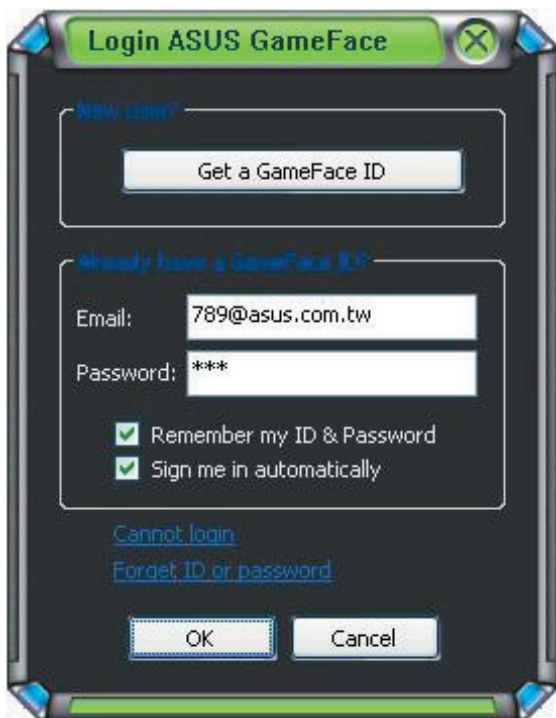 Login ASUS GameFace
New user?
Get a GameFace ID
Already have a GameFace ID?
Email: 789@asus.com.tw
Password: ***
Remember my ID & Password
Sign me in automatically
Cannot login
Forget ID or password
OK Cancel